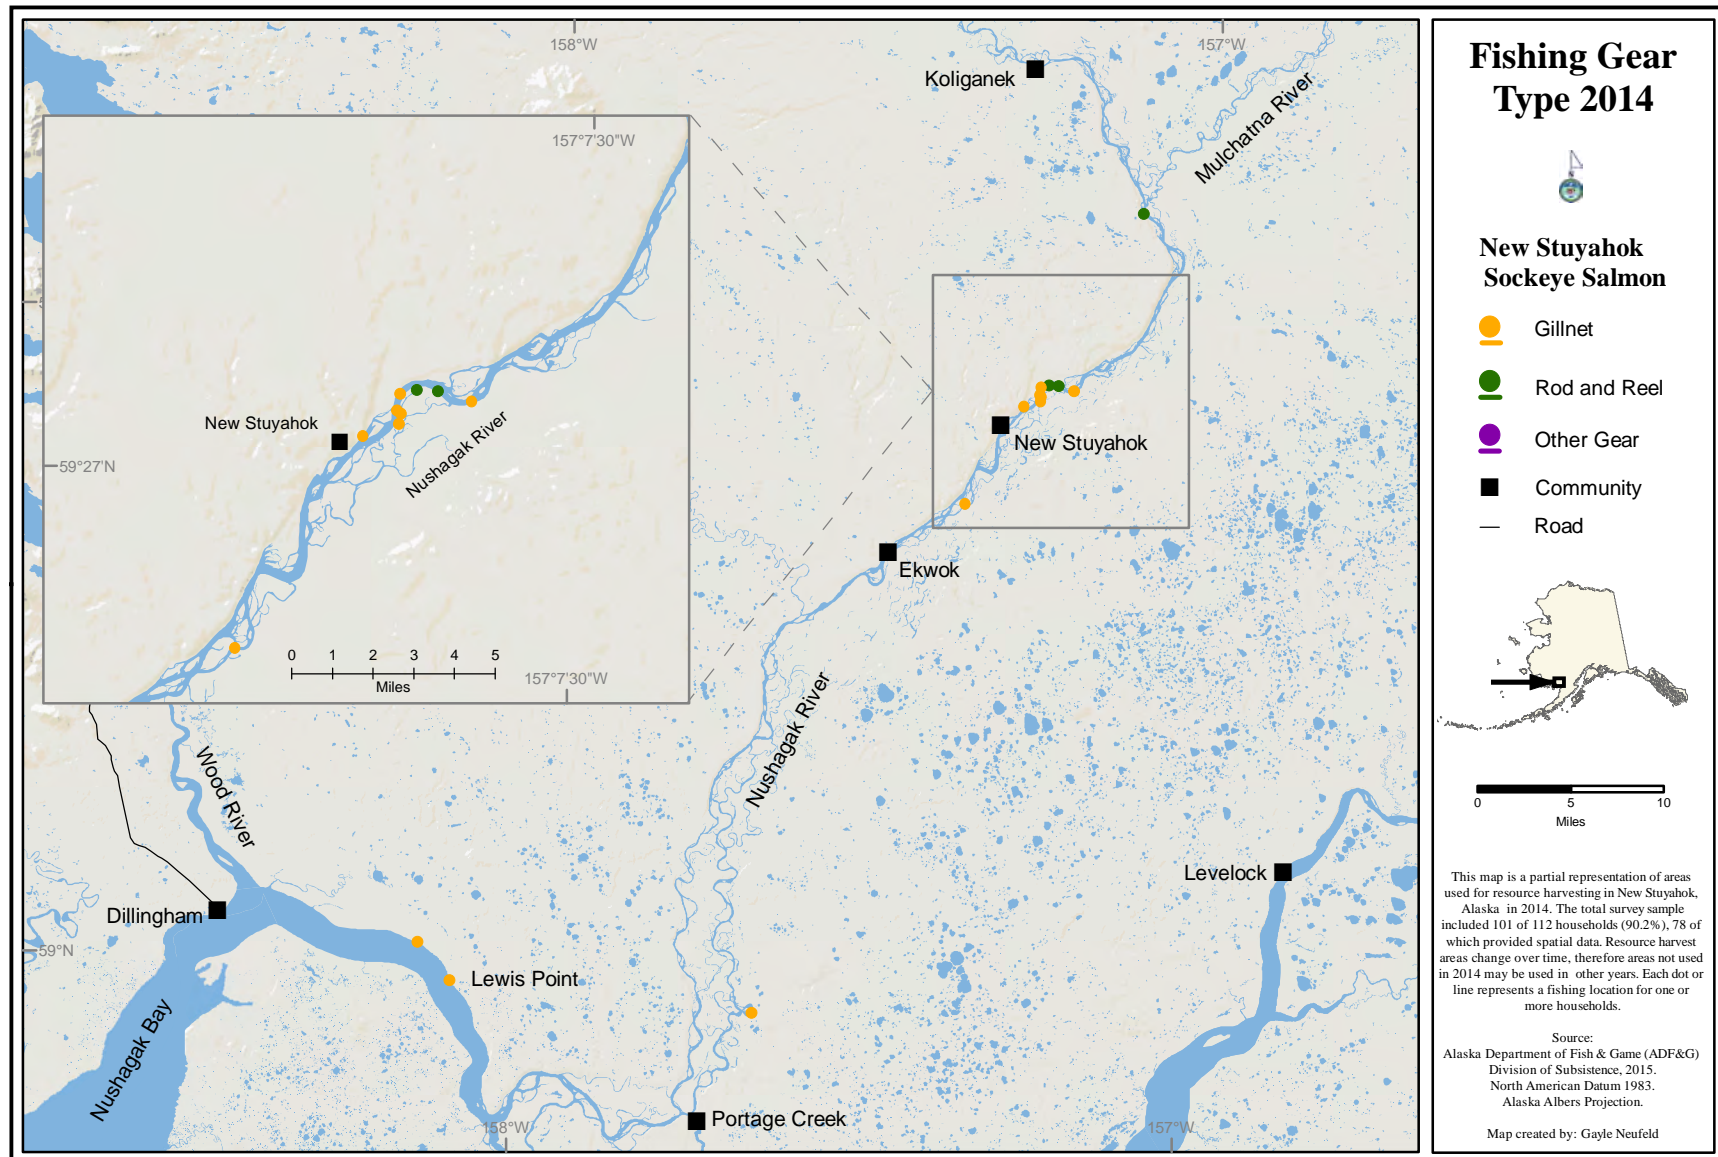 158°W
157°W
Koliganek
Mulchatna River
157°7'30"W
New Stuyahok
Nushagak River
59°27'N
0 1 2 3 4 5
Miles
157°7'30"W
New Stuyahok
Ekwok
Nushagak River
Wood River
Dillingham
59°N
Lewis Point
Nushagak Bay
Levelock
Portage Creek
158°W
157°W
Fishing Gear
Type 2014
New Stuyahok
Sockeye Salmon
Gillnet
Rod and Reel
Other Gear
Community
Road
0 5 10
Miles
This map is a partial representation of areas
used for resource harvesting in New Stuyahok,
Alaska in 2014. The total survey sample
included 101 of 112 households (90.2%), 78 of
which provided spatial data. Resource harvest
areas change over time, therefore areas not used
in 2014 may be used in other years. Each dot or
line represents a fishing location for one or
more households.
Source:
Alaska Department of Fish & Game (ADF&G)
Division of Subsistence, 2015.
North American Datum 1983.
Alaska Albers Projection.
Map created by: Gayle Neufeld